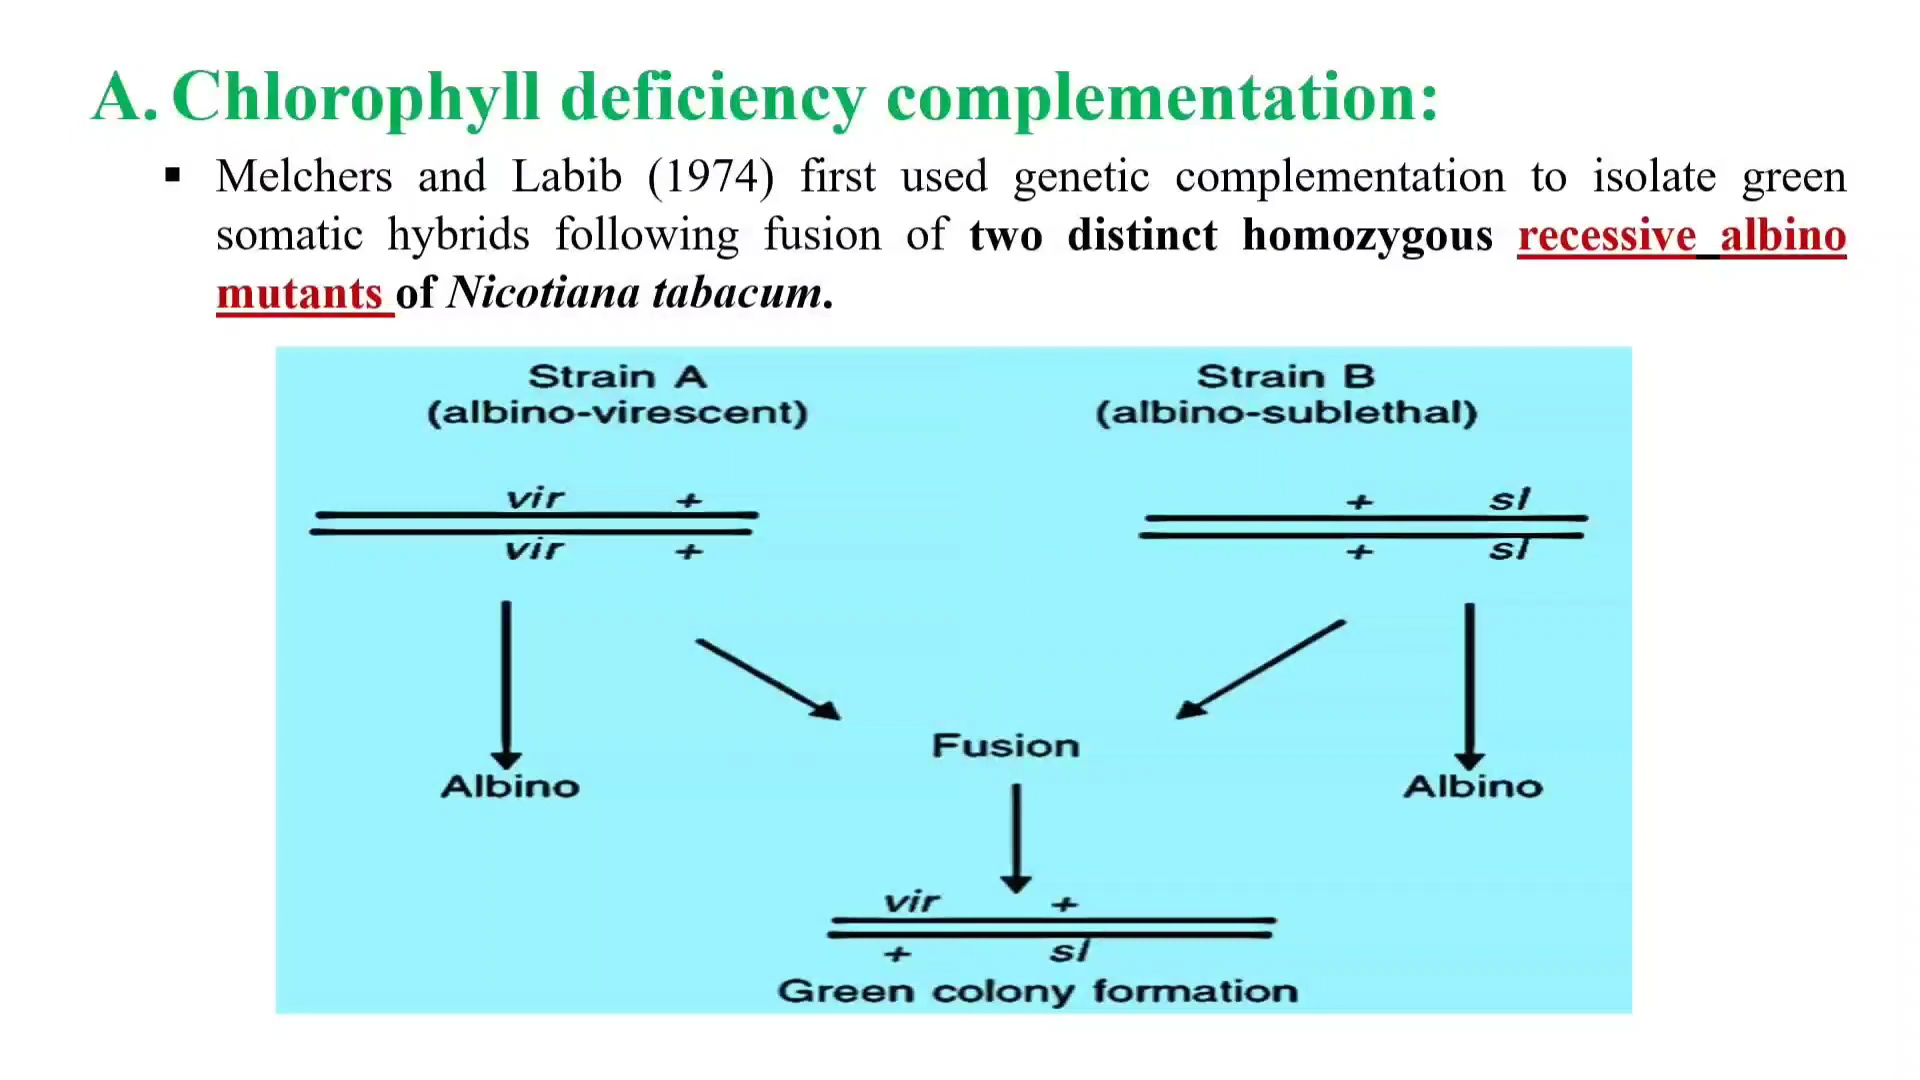 A. Chlorophyll deficiency complementation:
▪ Melchers and Labib (1974) first used genetic complementation to isolate green
somatic hybrids following fusion of two distinct homozygous recessive albino
mutants of Nicotiana tabacum.
Strain A
(albino-virescent)
Strain B
(albino-sublethal)
vir +
vir +
+ sl
+ sl
Fusion
Albino
Albino
vir +
+ sl
Green colony formation